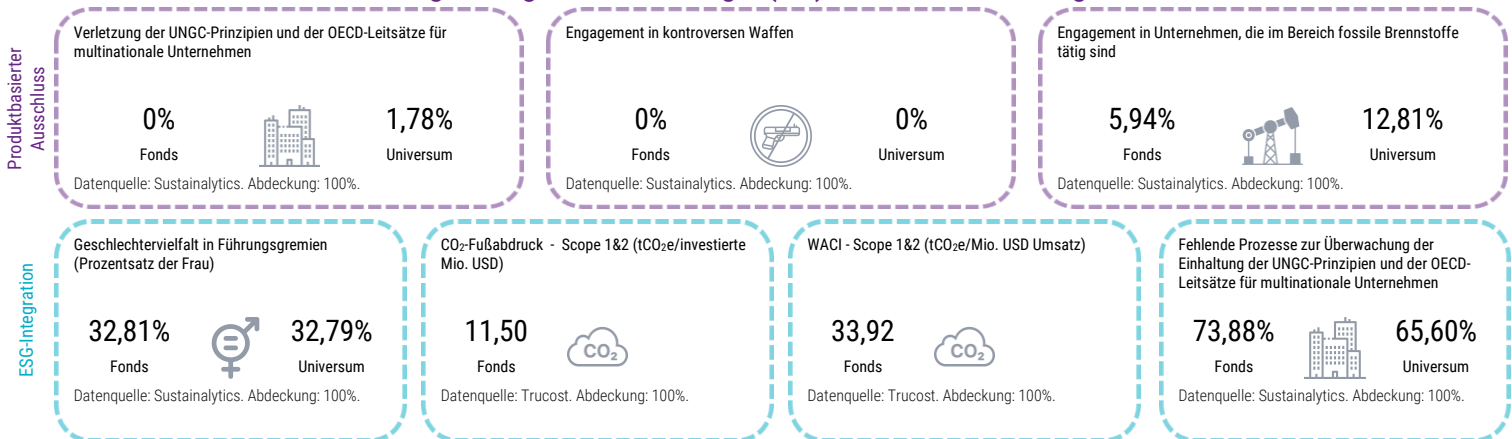 Produktbasierter
Ausschluss
Verletzung der UNGC-Prinzipien und der OECD-Leitsätze für
multinationale Unternehmen
0%
Fonds
1,78%
Universum
Datenquelle: Sustainalytics. Abdeckung: 100%.
Engagement in kontroversen Waffen
0%
Fonds
0%
Universum
Datenquelle: Sustainalytics. Abdeckung: 100%.
Engagement in Unternehmen, die im Bereich fossile Brennstoffe
tätig sind
5,94%
Fonds
12,81%
Universum
Datenquelle: Sustainalytics. Abdeckung: 100%.
ESG-Integration
Geschlechtervielfalt in Führungsgremien
(Prozentsatz der Frau)
32,81%
Fonds
32,79%
Universum
Datenquelle: Sustainalytics. Abdeckung: 100%.
CO₂-Fußabdruck - Scope 1&2 (tCO₂e/investierte
Mio. USD)
11,50
Fonds
CO₂
Datenquelle: Trucost. Abdeckung: 100%.
WACI - Scope 1&2 (tCO₂e/Mio. USD Umsatz)
33,92
Fonds
CO₂
Datenquelle: Trucost. Abdeckung: 100%.
Fehlende Prozesse zur Überwachung der
Einhaltung der UNGC-Prinzipien und der OECD-
Leitsätze für multinationale Unternehmen
73,88%
Fonds
65,60%
Universum
Datenquelle: Sustainalytics. Abdeckung: 100%.